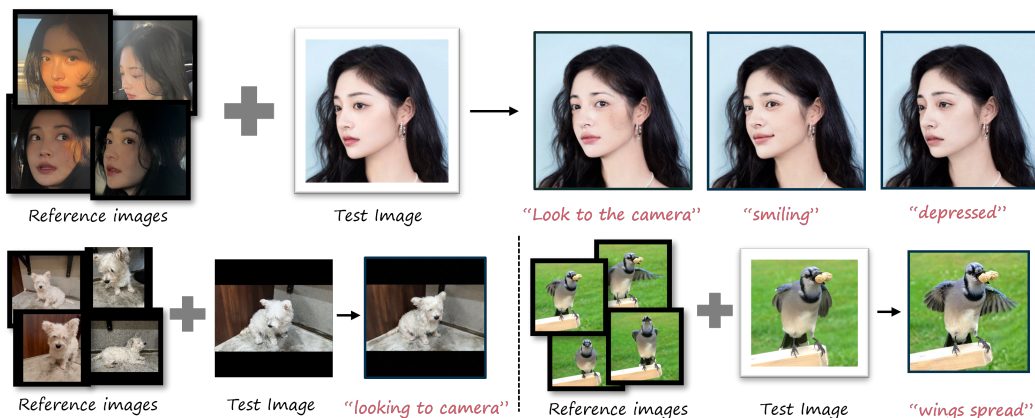 Reference images
Test Image
“Look to the camera”
“smiling”
“depressed”
Reference images
Test Image
“looking to camera”
Reference images
Test Image
“wings spread”